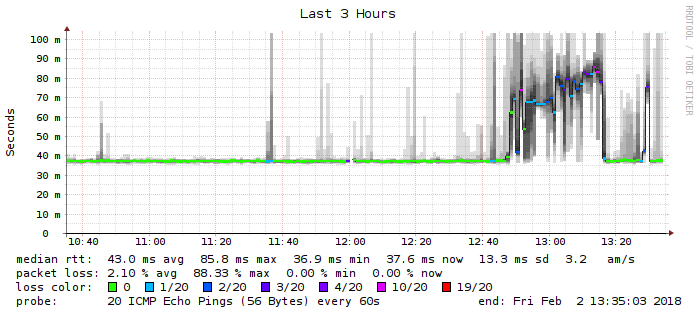 Last 3 Hours
RRDTOOL / TOBI OETIKER
Seconds
100 m
90 m
80 m
70 m
60 m
50 m
40 m
30 m
20 m
10 m
0
10:40 11:00 11:20 11:40 12:00 12:20 12:40 13:00 13:20
median rtt: 43.0 ms avg 85.8 ms max 36.9 ms min 37.6 ms now 13.3 ms sd 3.2 am/s
packet loss: 2.10 % avg 88.33 % max 0.00 % min 0.00 % now
loss color: 0 1/20 2/20 3/20 4/20 10/20 19/20
probe: 20 ICMP Echo Pings (56 Bytes) every 60s end: Fri Feb 2 13:35:03 2018